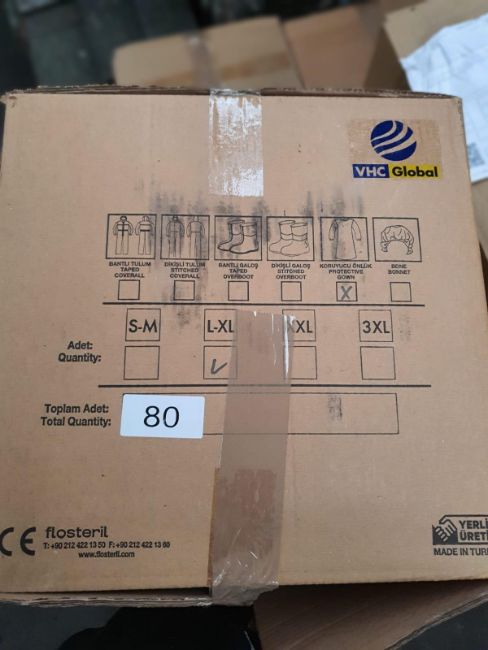 VHC Global
BANTLI TULUM
TAPED
COVERALL
DİKİŞLİ TULUM
STITCHED
COVERALL
BANTLI GALOŞ
TAPED
OVERBOOT
DİKİŞLİ GALOŞ
STITCHED
OVERBOOT
KORUYUCU ÖNLÜK
PROTECTIVE
GOWN
BONE
BONNET
X
S-M L-XL XXL 3XL
Adet:
Quantity:
Toplam Adet:
Total Quantity:
80
CE flosteril
T:+90 212 422 13 50 F:+90 212 422 13 60
www.flosteril.com
YERLİ
ÜRETİ
MADE IN TUR